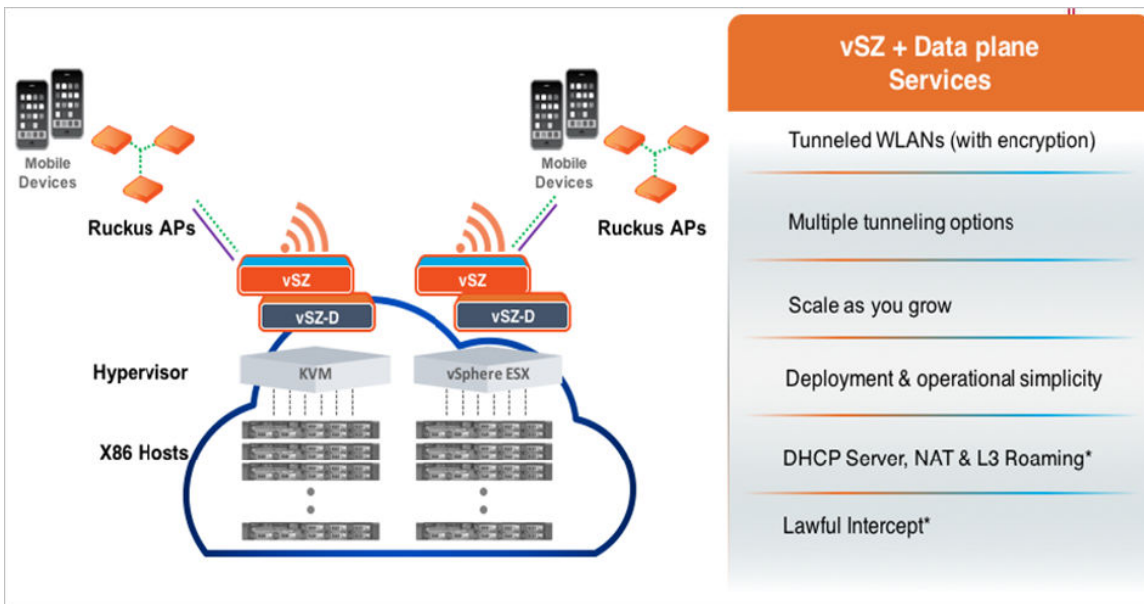 Mobile
Devices
Ruckus APs
Mobile
Devices
Ruckus APs
vSZ
vSZ-D
vSZ
vSZ-D
Hypervisor
KVM
vSphere ESX
X86 Hosts
vSZ + Data plane
Services
Tunneled WLANs (with encryption)
Multiple tunneling options
Scale as you grow
Deployment & operational simplicity
DHCP Server, NAT & L3 Roaming*
Lawful Intercept*